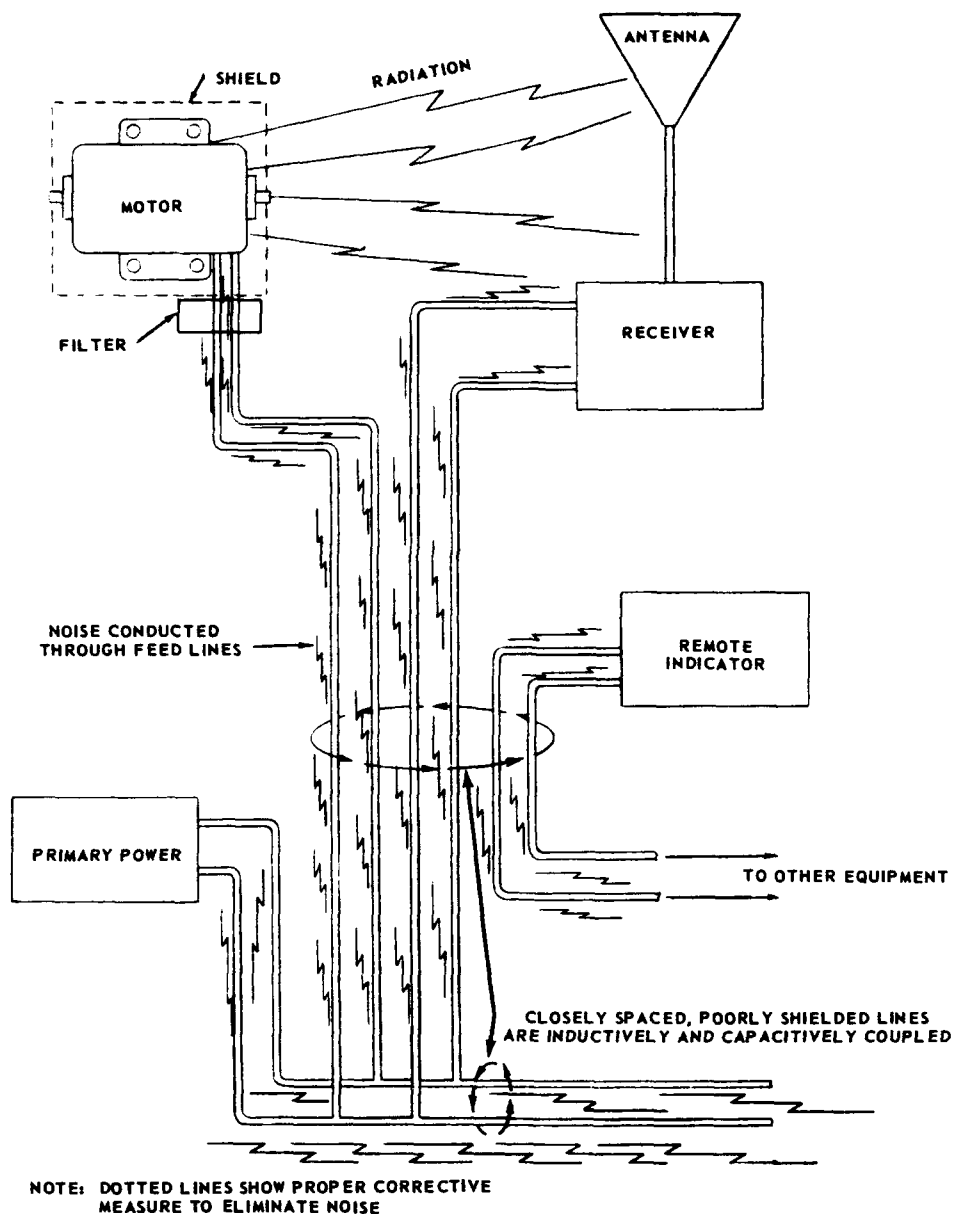 ANTENNA
SHIELD
RADIATION
MOTOR
RECEIVER
FILTER
NOISE CONDUCTED
THROUGH FEED LINES
REMOTE
INDICATOR
PRIMARY POWER
TO OTHER EQUIPMENT
CLOSELY SPACED, POORLY SHIELDED LINES
ARE INDUCTIVELY AND CAPACITIVELY COUPLED
NOTE: DOTTED LINES SHOW PROPER CORRECTIVE
MEASURE TO ELIMINATE NOISE